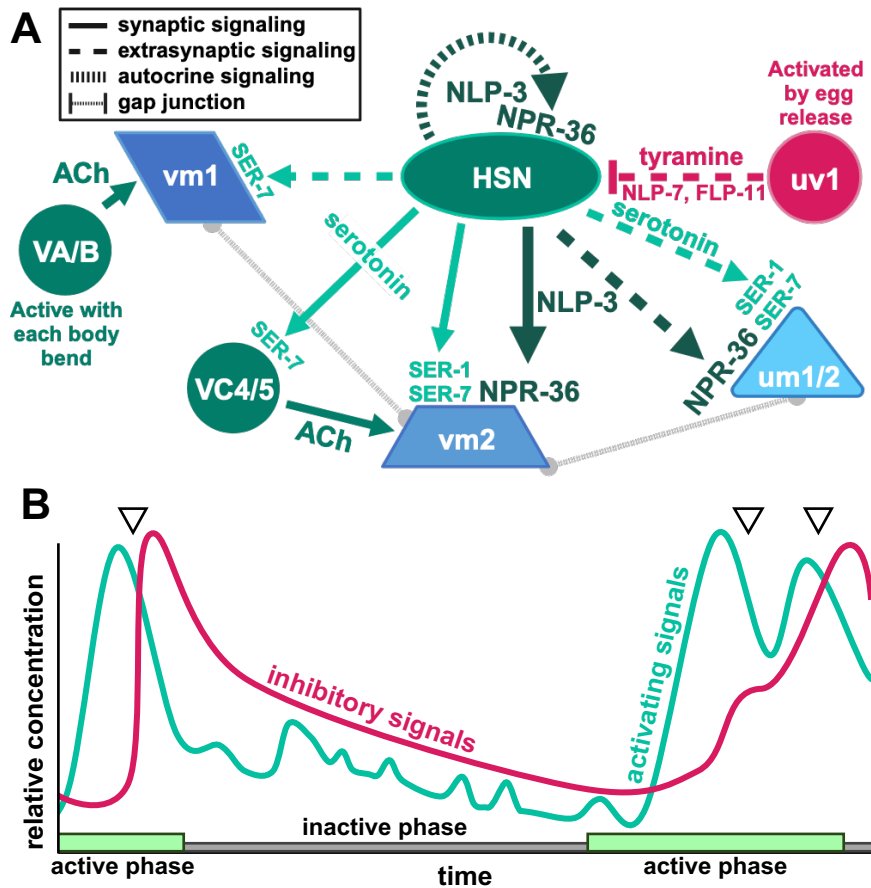 A
synaptic signaling
extrasynaptic signaling
autocrine signaling
gap junction
NLP-3
NPR-36
Activated
by egg
release
ACh
vm1
SER-7
HSN
tyramine
NLP-7, FLP-11
uv1
VA/B
Active with
each body
bend
serotonin
serotonin
SER-1
SER-7
NLP-3
SER-7
VC4/5
ACh
SER-1
SER-7
NPR-36
NPR-36
um1/2
vm2
B
relative concentration
inhibitory signals
activating signals
inactive phase
active phase
time
active phase